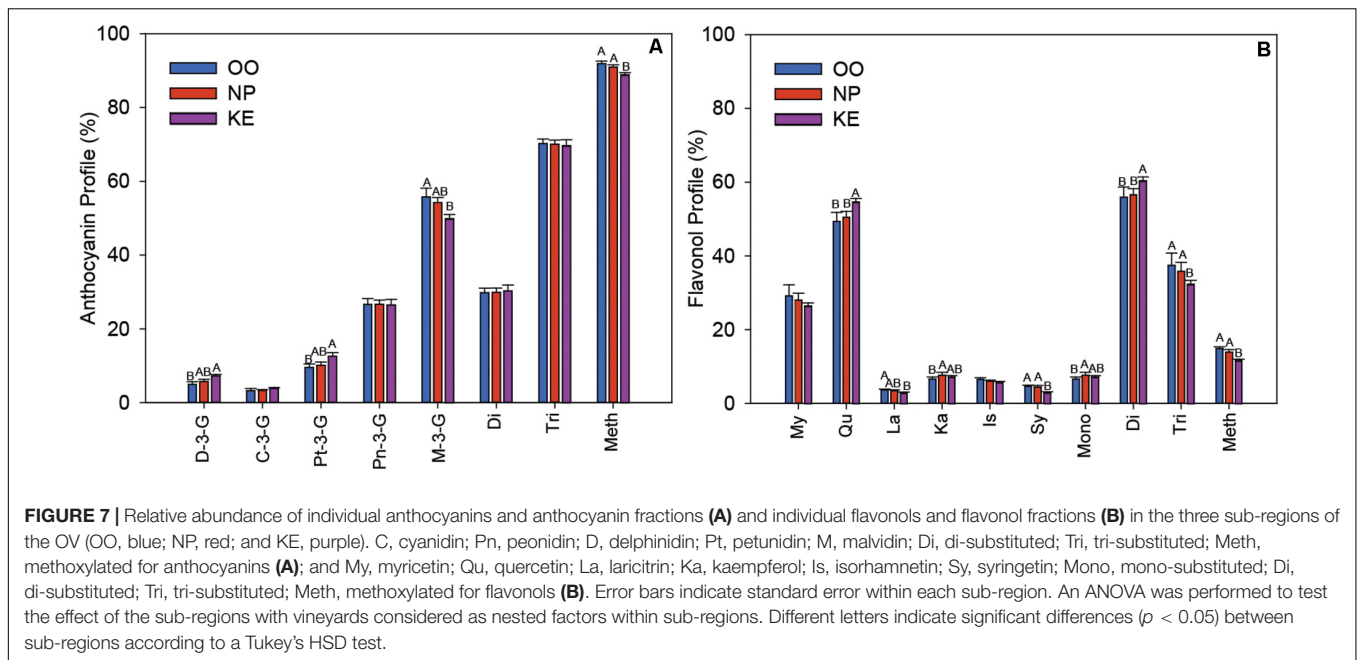 A
100
80
60
40
20
0
Anthocyanin Profile (%)
OO
NP
KE
B AB A
B AB A
A AB B
A A B
D-3-G
C-3-G
Pt-3-G
Pn-3-G
M-3-G
Di
Tri
Meth
B
100
80
60
40
20
0
Flavonol Profile (%)
OO
NP
KE
B B A
A AB B
B A AB
A A B
B A AB
B B A
A A B
A A B
My
Qu
La
Ka
Is
Sy
Mono
Di
Tri
Meth
FIGURE 7 | Relative abundance of individual anthocyanins and anthocyanin fractions (A) and individual flavonols and flavonol fractions (B) in the three sub-regions of
the OV (OO, blue; NP, red; and KE, purple). C, cyanidin; Pn, peonidin; D, delphinidin; Pt, petunidin; M, malvidin; Di, di-substituted; Tri, tri-substituted; Meth,
methoxylated for anthocyanins (A); and My, myricetin; Qu, quercetin; La, laricitrin; Ka, kaempferol; Is, isorhamnetin; Sy, syringetin; Mono, mono-substituted; Di,
di-substituted; Tri, tri-substituted; Meth, methoxylated for flavonols (B). Error bars indicate standard error within each sub-region. An ANOVA was performed to test
the effect of the sub-regions with vineyards considered as nested factors within sub-regions. Different letters indicate significant differences (p < 0.05) between
sub-regions according to a Tukey's HSD test.